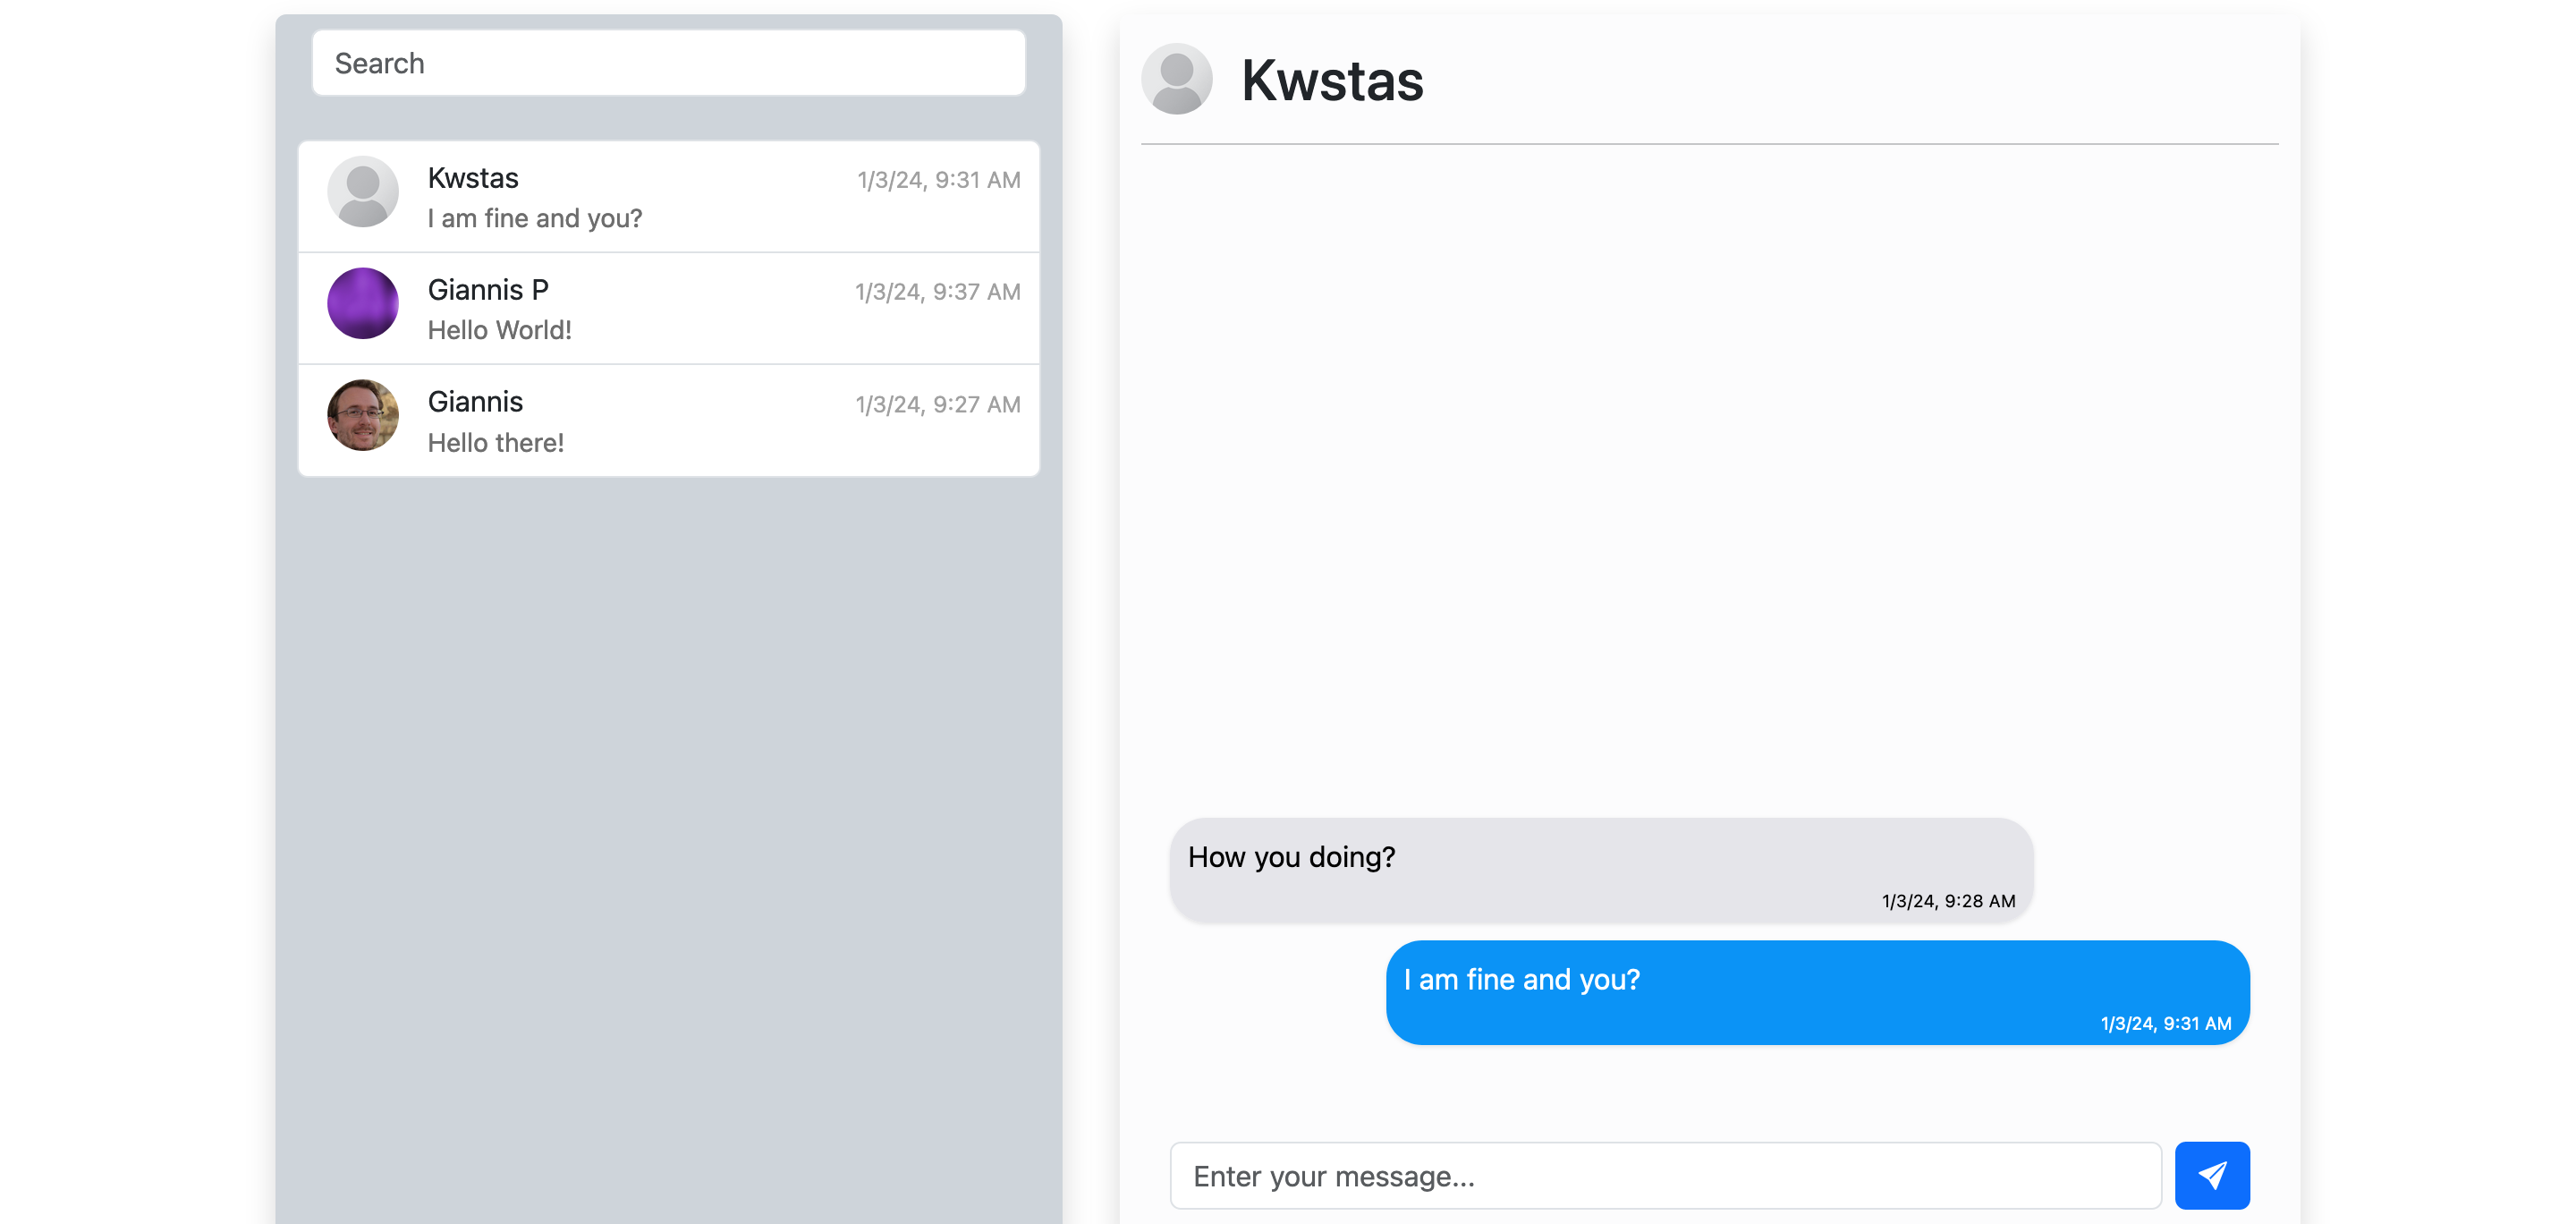 Search
Kwstas
1/3/24, 9:31 AM
I am fine and you?
Giannis P
1/3/24, 9:37 AM
Hello World!
Giannis
1/3/24, 9:27 AM
Hello there!
Kwstas
How you doing?
1/3/24, 9:28 AM
I am fine and you?
1/3/24, 9:31 AM
Enter your message...